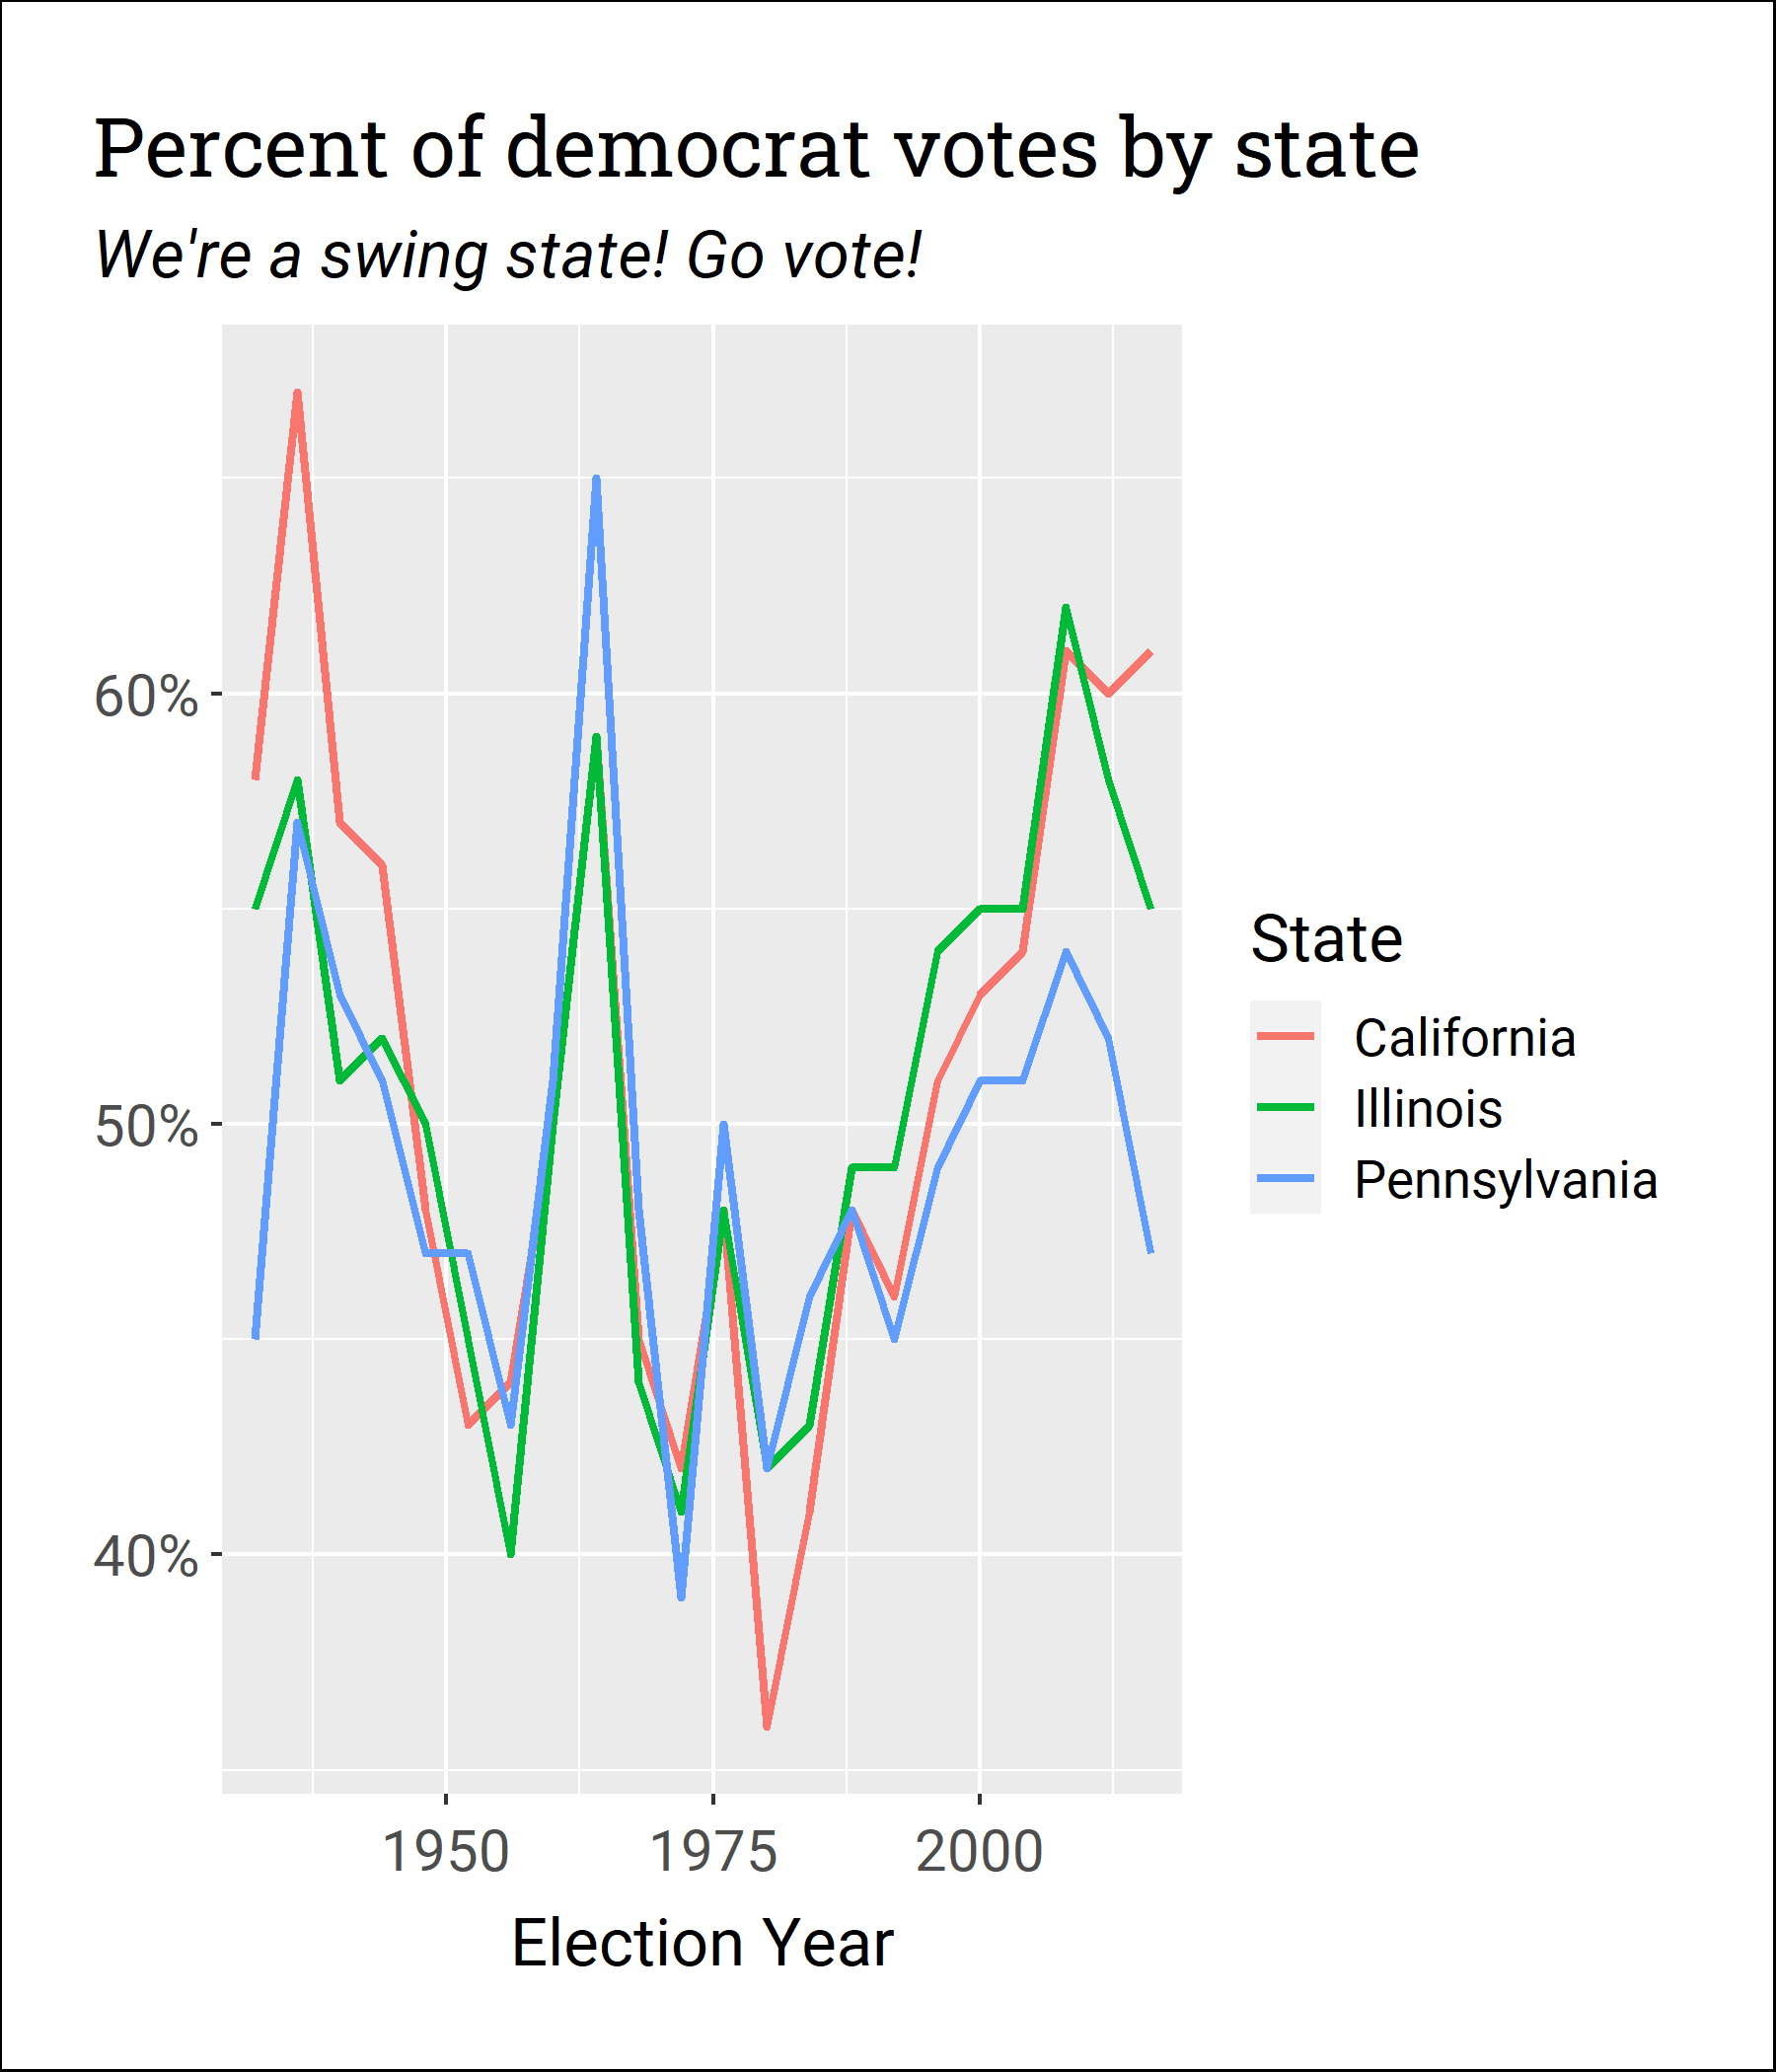 Percent of democrat votes by state
We're a swing state! Go vote!
60%
50%
40%
1950 1975 2000
Election Year
State
California
Illinois
Pennsylvania